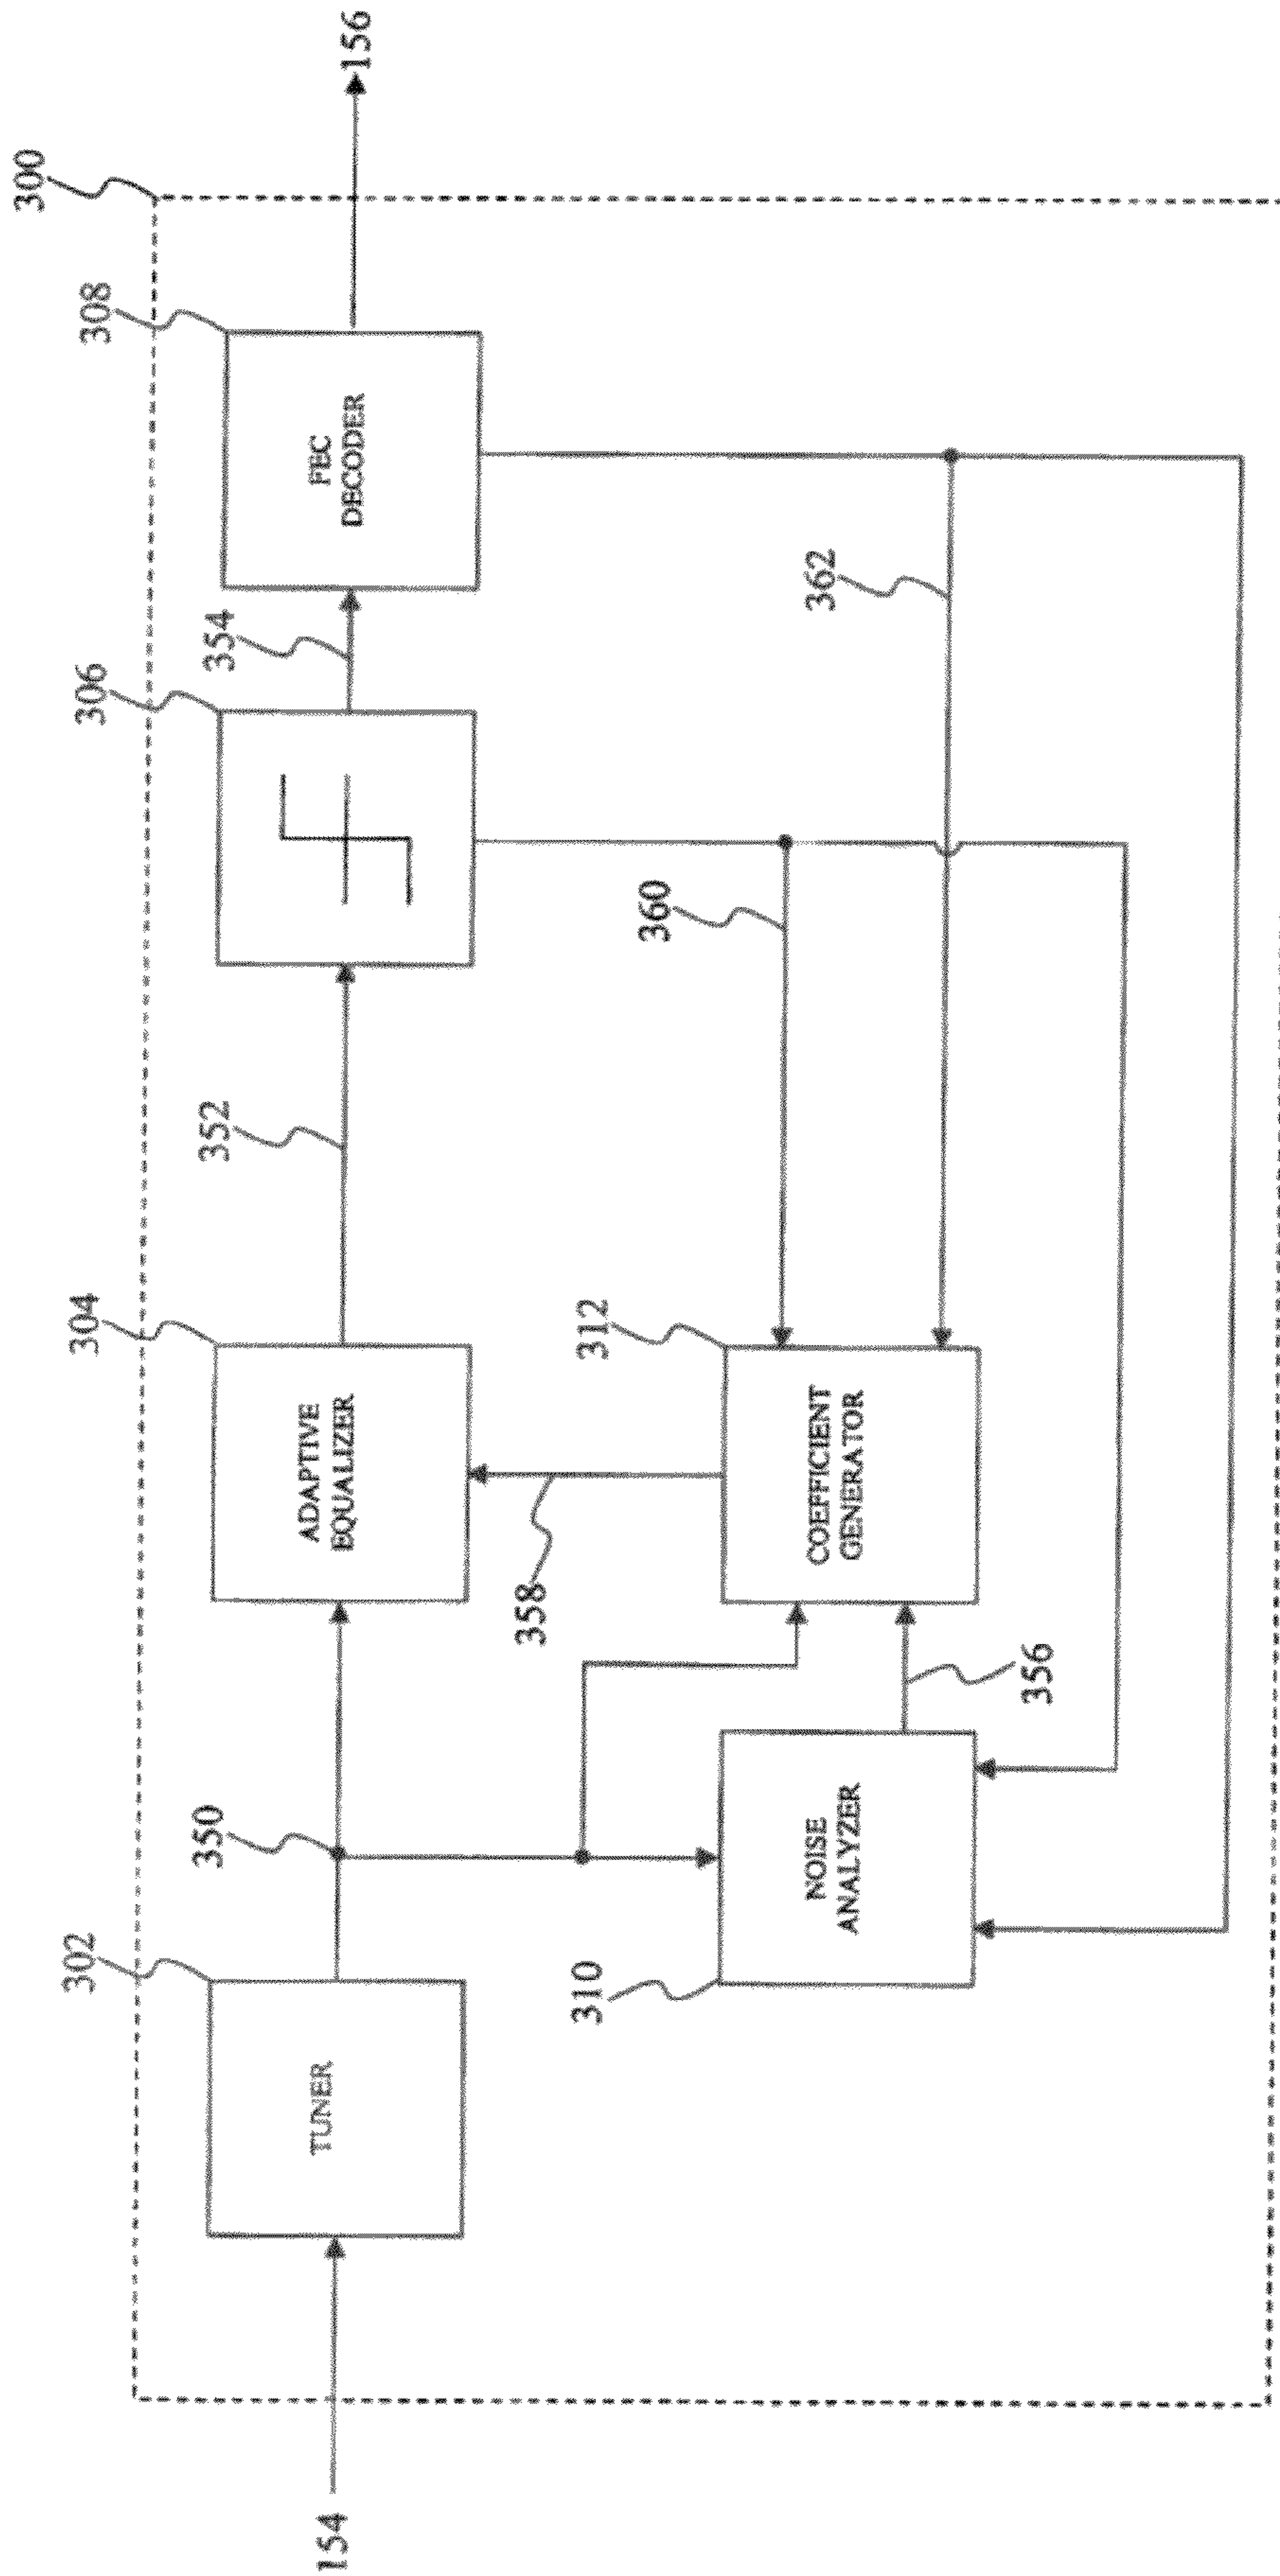 300
302
304
306
308
154
TUNER
350
ADAPTIVE
EQUALIZER
352
354
FEC
DECODER
156
358
360
362
310
NOISE
ANALYZER
356
312
COEFFICIENT
GENERATOR